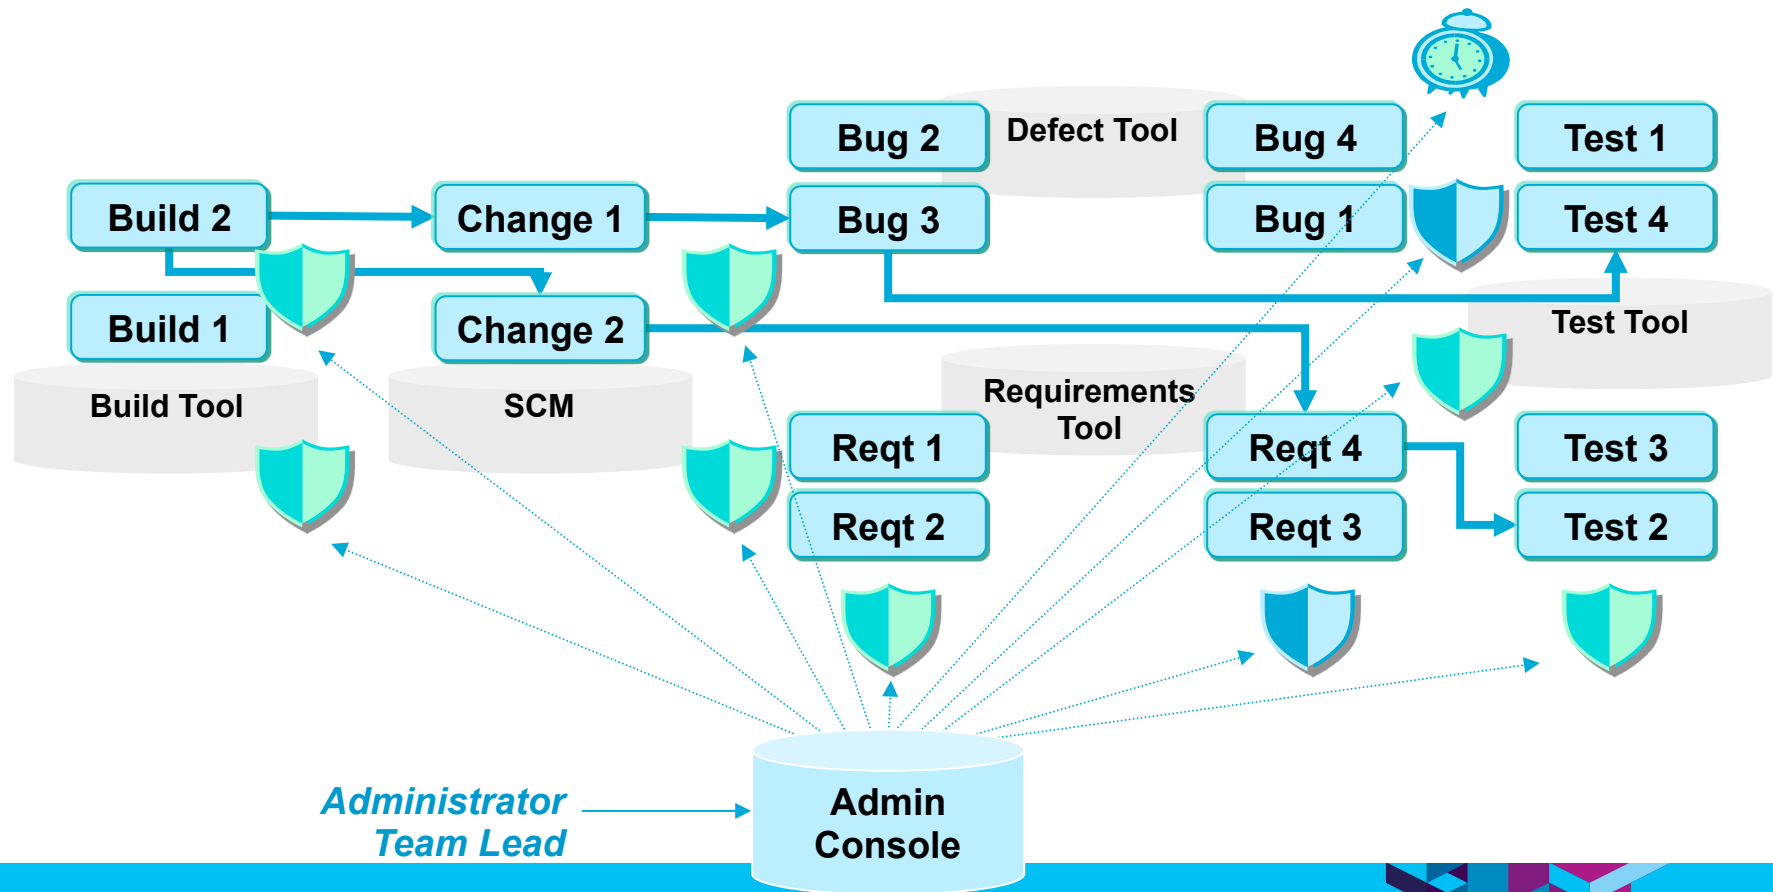 Bug 2
Defect Tool
Bug 4
Test 1
Build 2
Change 1
Bug 3
Bug 1
Test 4
Build 1
Change 2
Test Tool
Build Tool
SCM
Requirements
Tool
Reqt 1
Reqt 4
Test 3
Reqt 2
Reqt 3
Test 2
Administrator
Team Lead
Admin
Console